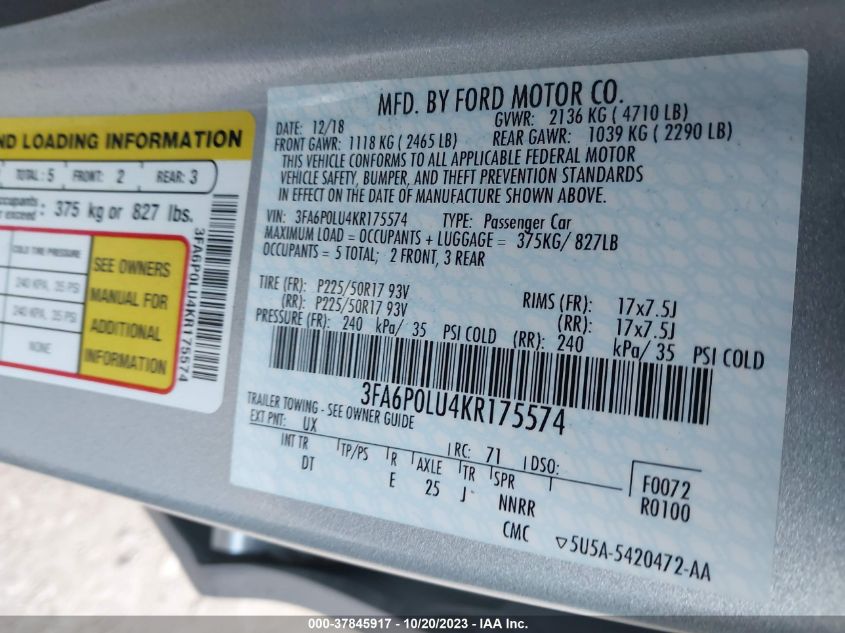 ND LOADING INFORMATION
TOTAL: 5 FRONT: 2 REAR: 3
exceed: 375 kg or 827 lbs.
COLD TIRE PRESSURE
240 KPA, 35 PSI
240 KPA, 35 PSI
NONE
SEE OWNERS
MANUAL FOR
ADDITIONAL
INFORMATION
3FA6P0LU4KR175574
MFD. BY FORD MOTOR CO.
DATE: 12/18 GVWR: 2136 KG ( 4710 LB)
FRONT GAWR: 1118 KG ( 2465 LB) REAR GAWR: 1039 KG ( 2290 LB)
THIS VEHICLE CONFORMS TO ALL APPLICABLE FEDERAL MOTOR
VEHICLE SAFETY, BUMPER, AND THEFT PREVENTION STANDARDS
IN EFFECT ON THE DATE OF MANUFACTURE SHOWN ABOVE.
VIN: 3FA6P0LU4KR175574 TYPE: Passenger Car
MAXIMUM LOAD = OCCUPANTS + LUGGAGE = 375KG/ 827LB
OCCUPANTS = 5 TOTAL; 2 FRONT, 3 REAR
TIRE (FR): P225/50R17 93V RIMS (FR): 17x7.5J
(RR): P225/50R17 93V (RR): 17x7.5J
PRESSURE (FR): 240 kPa/ 35 PSI COLD (RR): 240 kPa/ 35 PSI COLD
3FA6P0LU4KR175574
TRAILER TOWING - SEE OWNER GUIDE
EXT PNT: UX RC: 71 DSO:
INT TR TP/PS R AXLE TR SPR F0072
DT E 25 J NNRR R0100
CMC
▽5U5A-5420472-AA
000-37845917 - 10/20/2023 - IAA Inc.